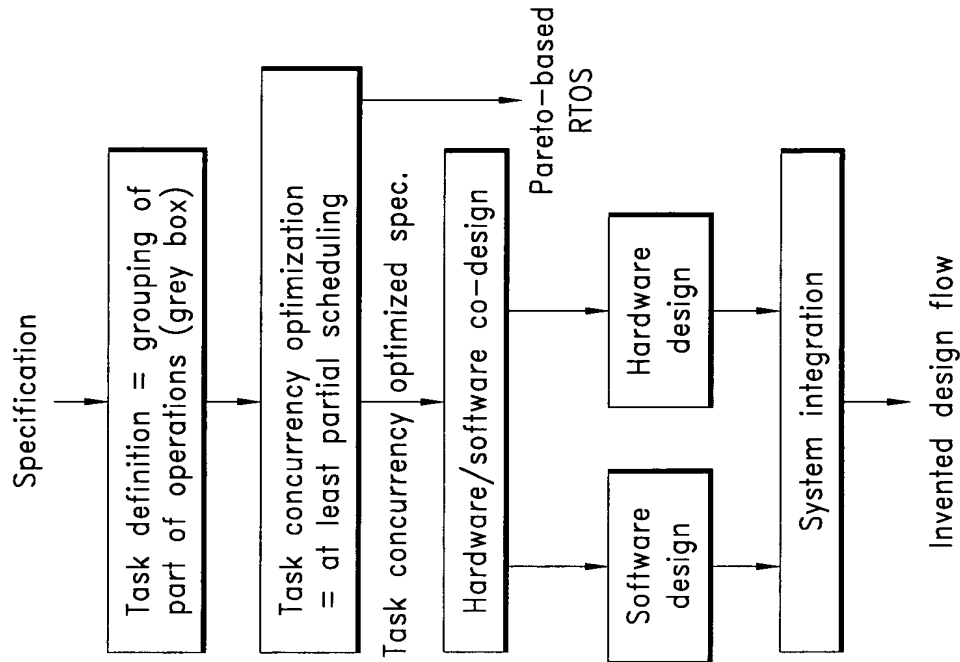 Specification
Task definition = grouping of
part of operations (grey box)
Task concurrency optimization
= at least partial scheduling
Task concurrency optimized spec.
Pareto-based
RTOS
Hardware/software co-design
Software
design
Hardware
design
System integration
Invented design flow